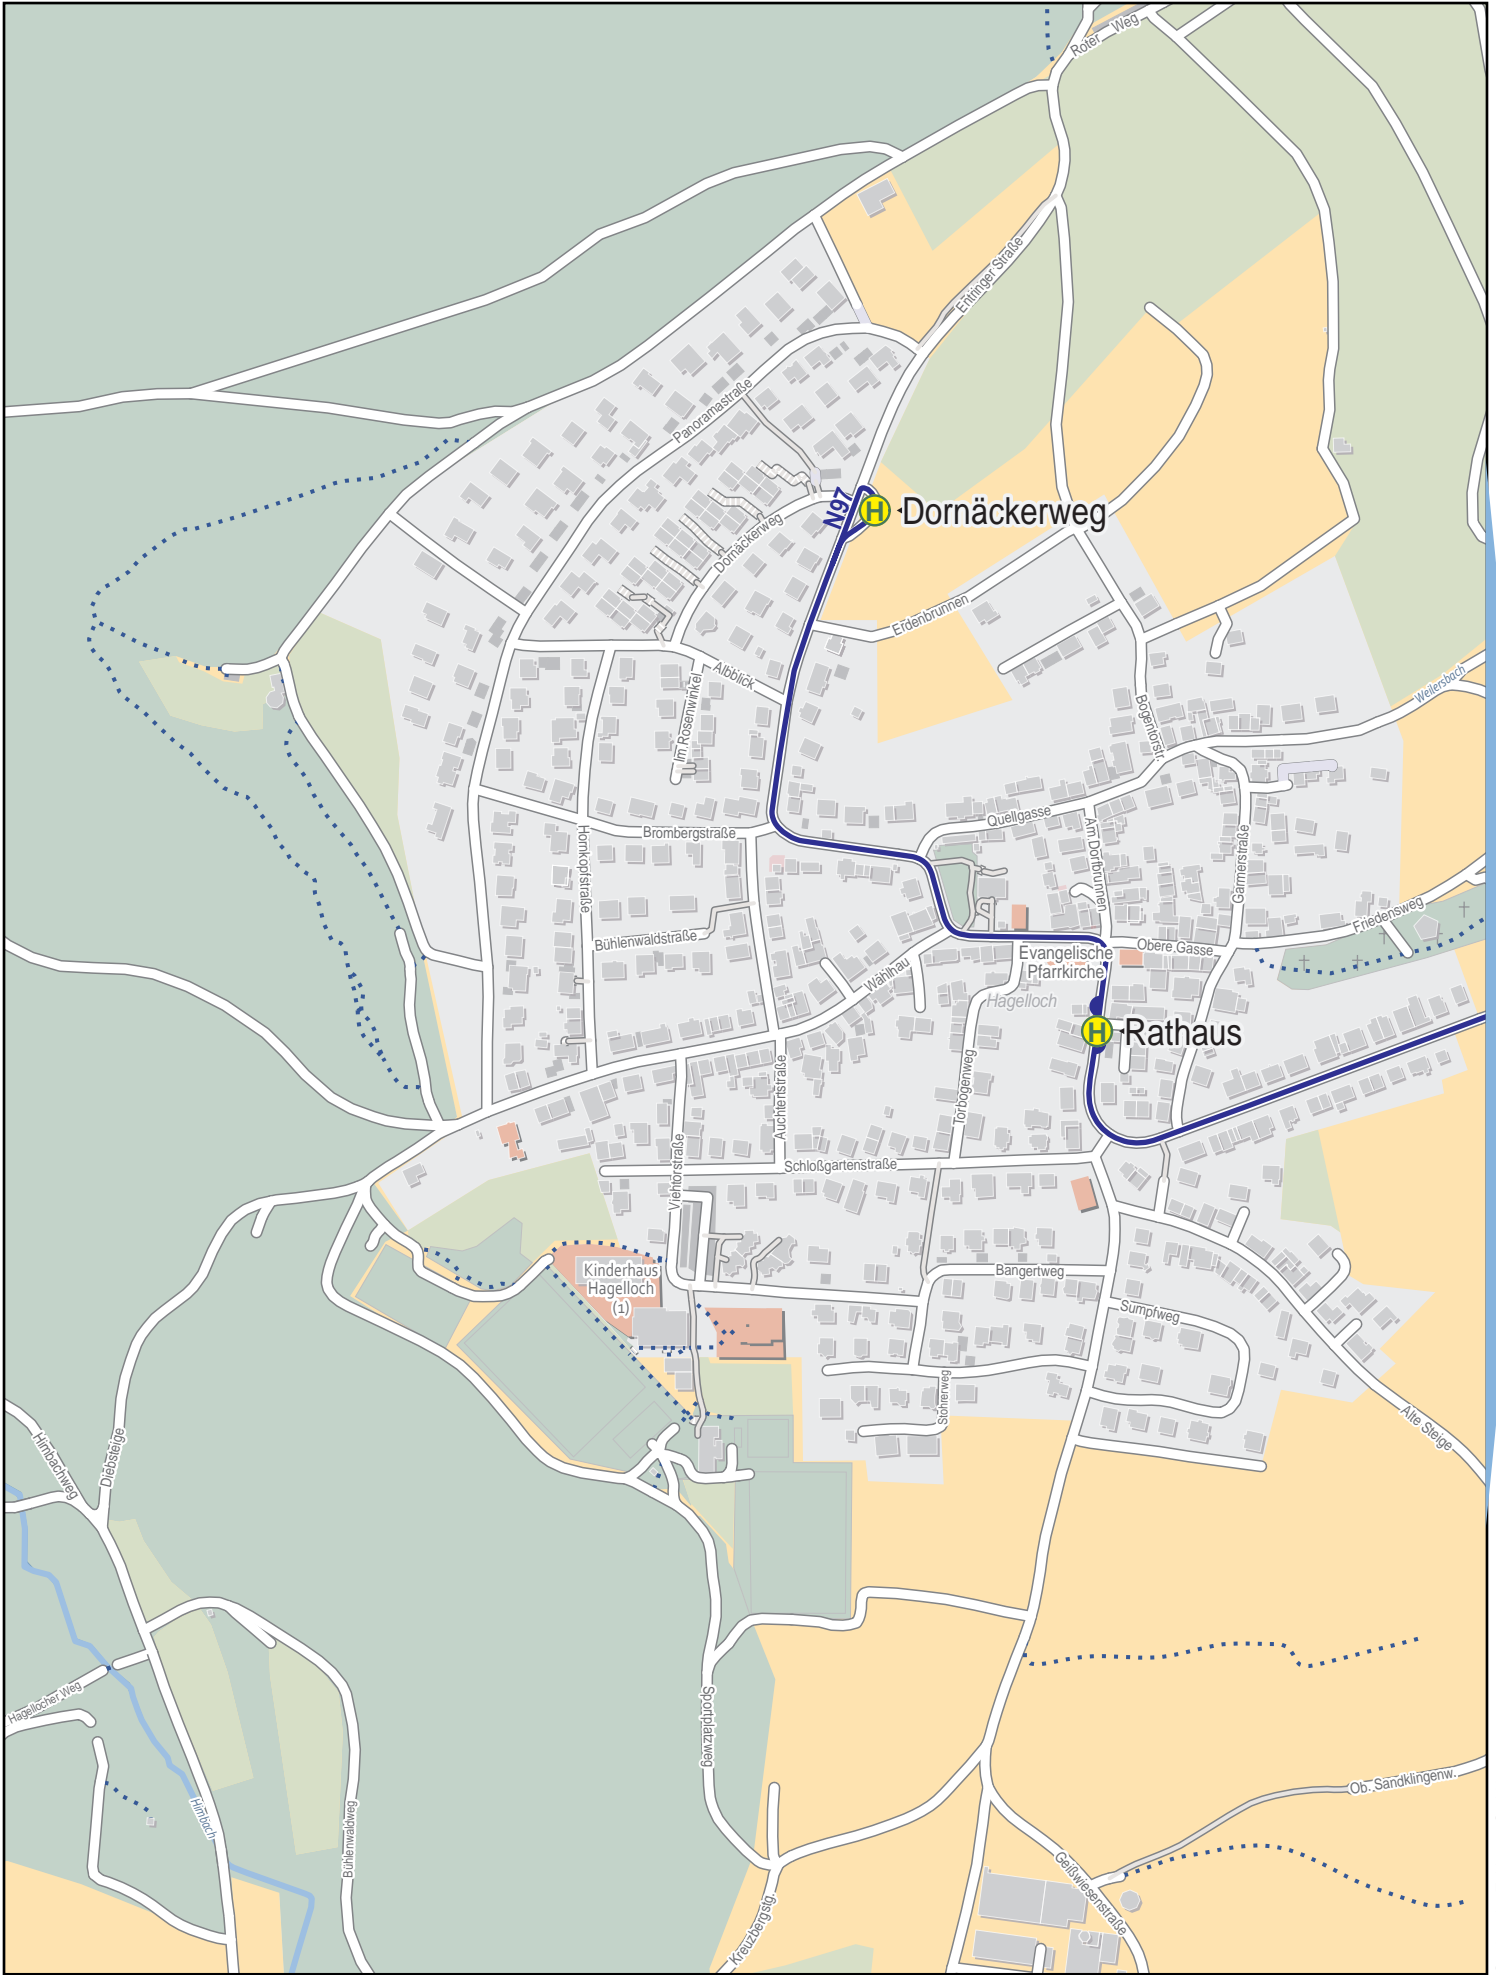 Roter Weg
Entringer Straße
Panoramastraße
N97
H
Dornäckerweg
Dornäckerweg
Erdenbrunnen
Albblick
Im Rosenwinkel
Weilersbach
Bogentorstr.
Quellgasse
Am Dorfbrunnen
Brombergstraße
Hornkopfstraße
Garmerstraße
Friedensweg
Bühlenwaldstraße
Obere Gasse
Evangelische
Pfarrkirche
Wählhau
Hagelloch
H
Rathaus
Torbogenweg
Auchtertstraße
Viehtorstraße
Schloßgartenstraße
Kinderhaus
Hagelloch
(1)
Bangertweg
Sumpfweg
Stöhrerweg
Alte Steige
Himbachweg
Diebsteige
Hagellocher Weg
Sportplatzweg
Himbach
Bühlenwaldweg
Ob. Sandklingenw.
Geißwiesenstraße
Kreuzbergstg.